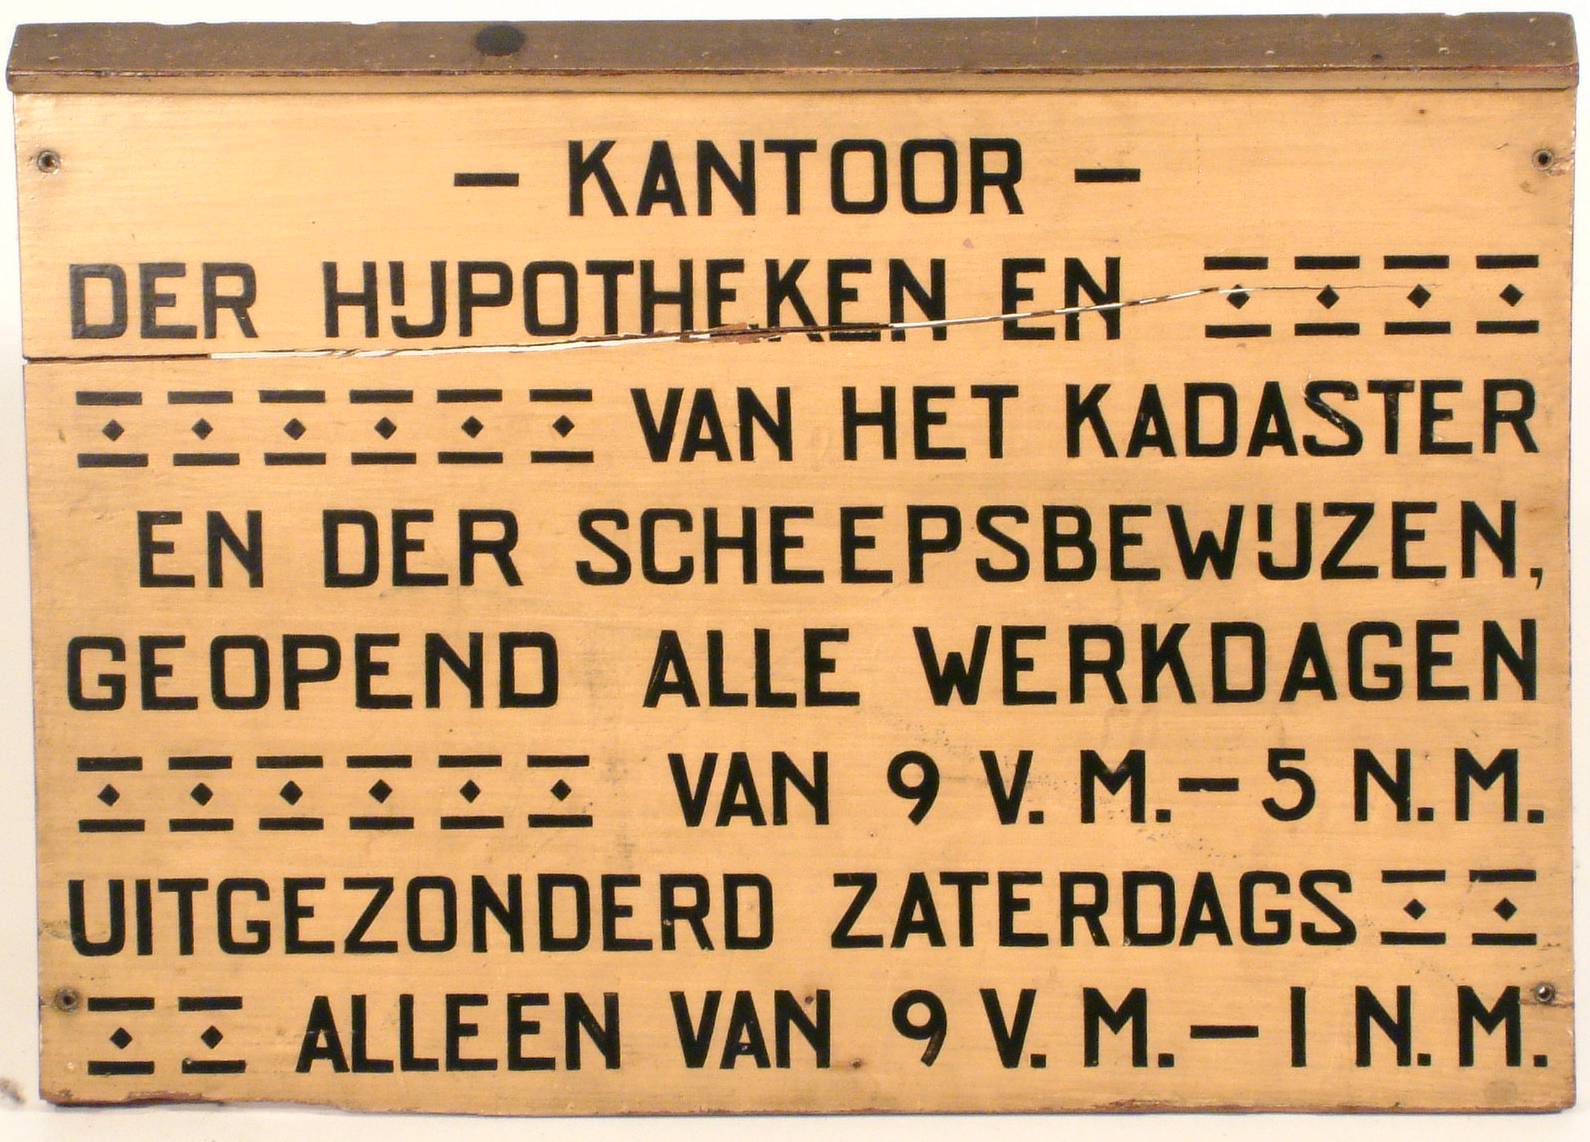 — KANTOOR —
DER HIJPOTHEKEN EN
VAN HET KADASTER
EN DER SCHEEPSBEWIJZEN,
GEOPEND ALLE WERKDAGEN
VAN 9 V.M.—5 N.M.
UITGEZONDERD ZATERDAGS
ALLEEN VAN 9 V.M.—1 N.M.